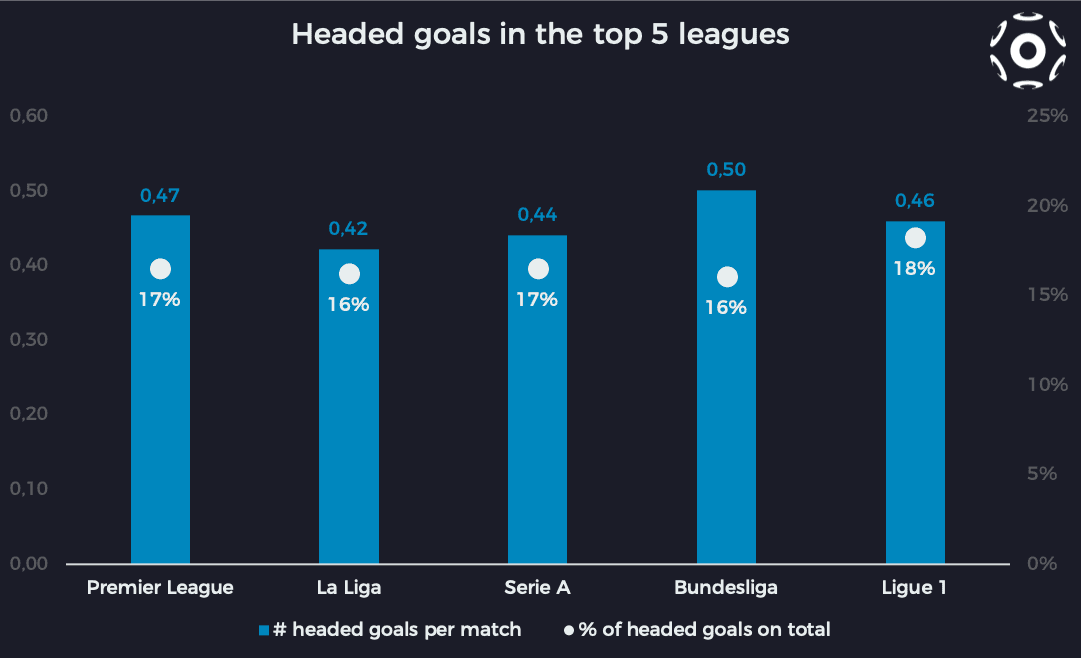 Headed goals in the top 5 leagues
0,60
0,50
0,40
0,30
0,20
0,10
0,00
25%
20%
15%
10%
5%
0%
0,47
0,42
0,44
0,50
0,46
17%
16%
17%
16%
18%
Premier League
La Liga
Serie A
Bundesliga
Ligue 1
# headed goals per match
% of headed goals on total